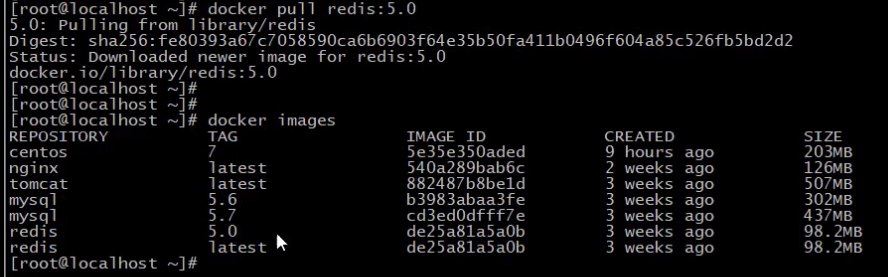 [root@localhost ~]# docker pull redis:5.0
5.0: Pulling from library/redis
Digest: sha256:fe80393a67c7058590ca6b6903f64e35b50fa411b0496f604a85c526fb5bd2d2
Status: Downloaded newer image for redis:5.0
docker.io/library/redis:5.0
[root@localhost ~]#
[root@localhost ~]#
[root@localhost ~]# docker images
REPOSITORY TAG IMAGE ID CREATED SIZE
centos 7 5e35e350aded 9 hours ago 203MB
nginx latest 540a289bab6c 2 weeks ago 126MB
tomcat latest 882487b8be1d 3 weeks ago 507MB
mysql 5.6 b3983abaa3fe 3 weeks ago 302MB
mysql 5.7 cd3ed0dfff7e 3 weeks ago 437MB
redis 5.0 de25a81a5a0b 3 weeks ago 98.2MB
redis latest de25a81a5a0b 3 weeks ago 98.2MB
[root@localhost ~]#